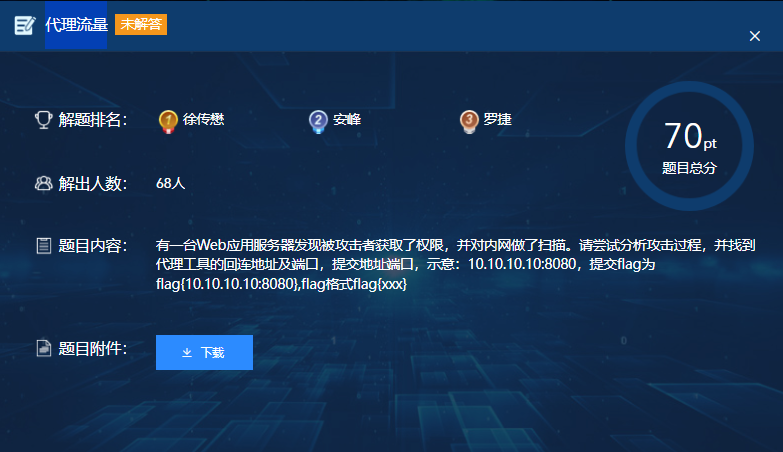 代理流量 未解答
解题排名： 1 徐传懋 2 安峰 3 罗捷
70pt
题目总分
解出人数： 68人
题目内容： 有一台Web应用服务器发现被攻击者获取了权限，并对内网做了扫描。请尝试分析攻击过程，并找到
代理工具的回连地址及端口，提交地址端口，示意：10.10.10.10:8080，提交flag为
flag{10.10.10.10:8080},flag格式flag{xxx}
题目附件： 下载